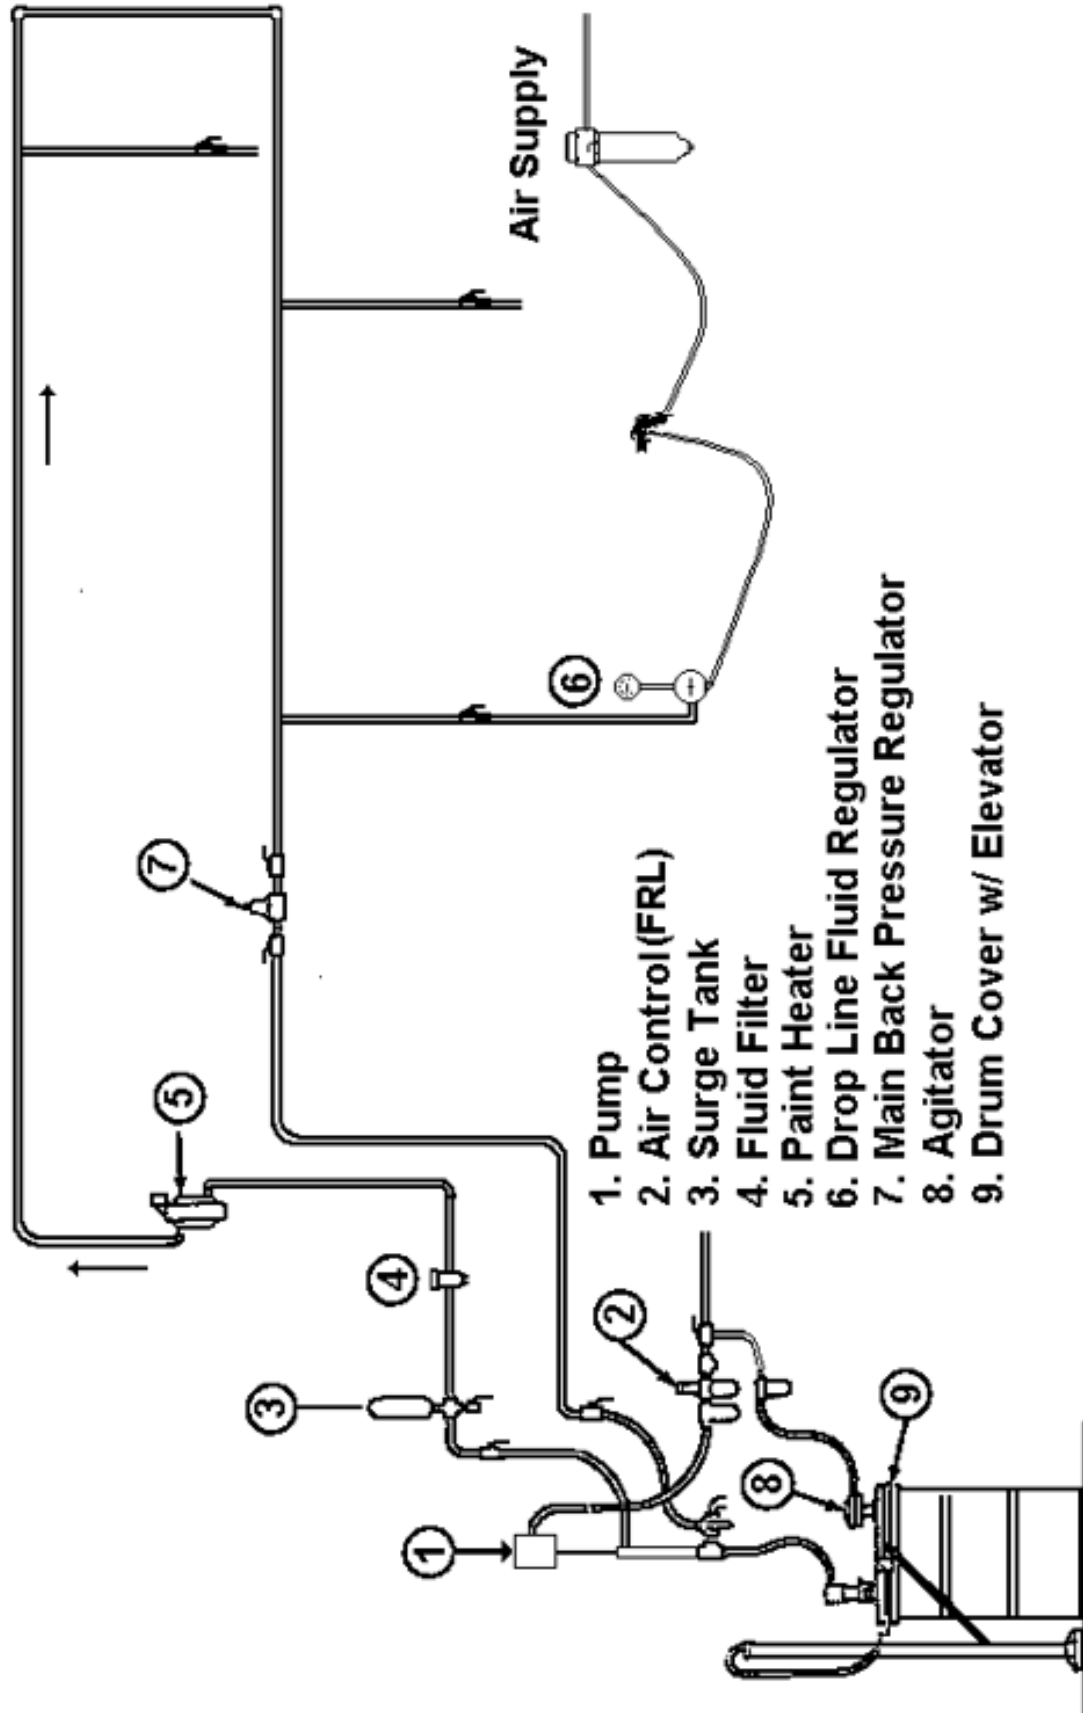 Air Supply
7
6
5
4
3
2
1
8
9
1. Pump
2. Air Control(FRL)
3. Surge Tank
4. Fluid Filter
5. Paint Heater
6. Drop Line Fluid Regulator
7. Main Back Pressure Regulator
8. Agitator
9. Drum Cover w/ Elevator